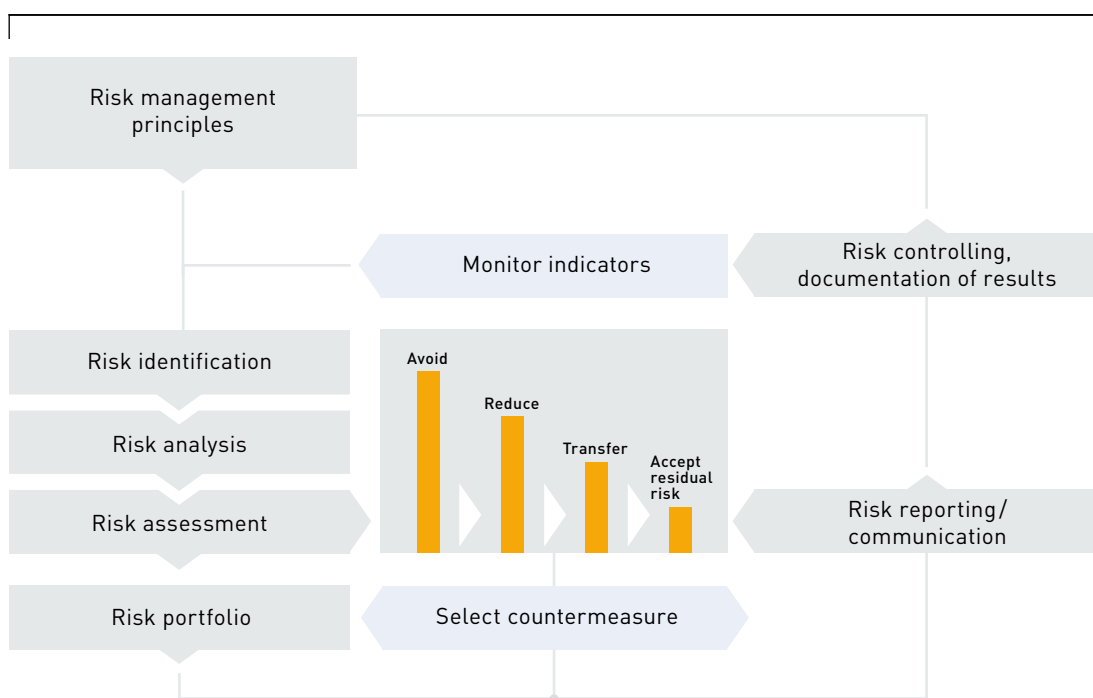 Risk management
principles
Monitor indicators
Risk controlling,
documentation of results
Risk identification
Risk analysis
Risk assessment
Risk portfolio
Avoid
Reduce
Transfer
Accept
residual
risk
Select countermeasure
Risk reporting/
communication